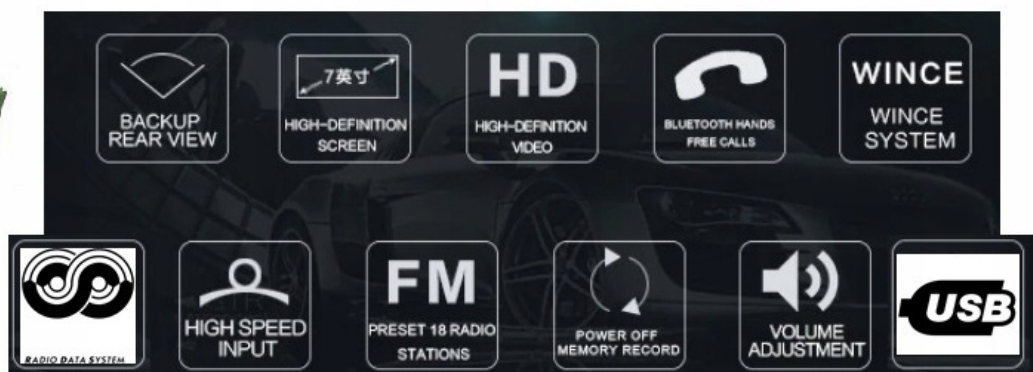 BACKUP
REAR VIEW
7英寸
HIGH-DEFINITION
SCREEN
HD
HIGH-DEFINITION
VIDEO
BLUETOOTH HANDS
FREE CALLS
WINCE
WINCE
SYSTEM
RADIO DATA SYSTEM
HIGH SPEED
INPUT
FM
PRESET 18 RADIO
STATIONS
POWER OFF
MEMORY RECORD
VOLUME
ADJUSTMENT
USB